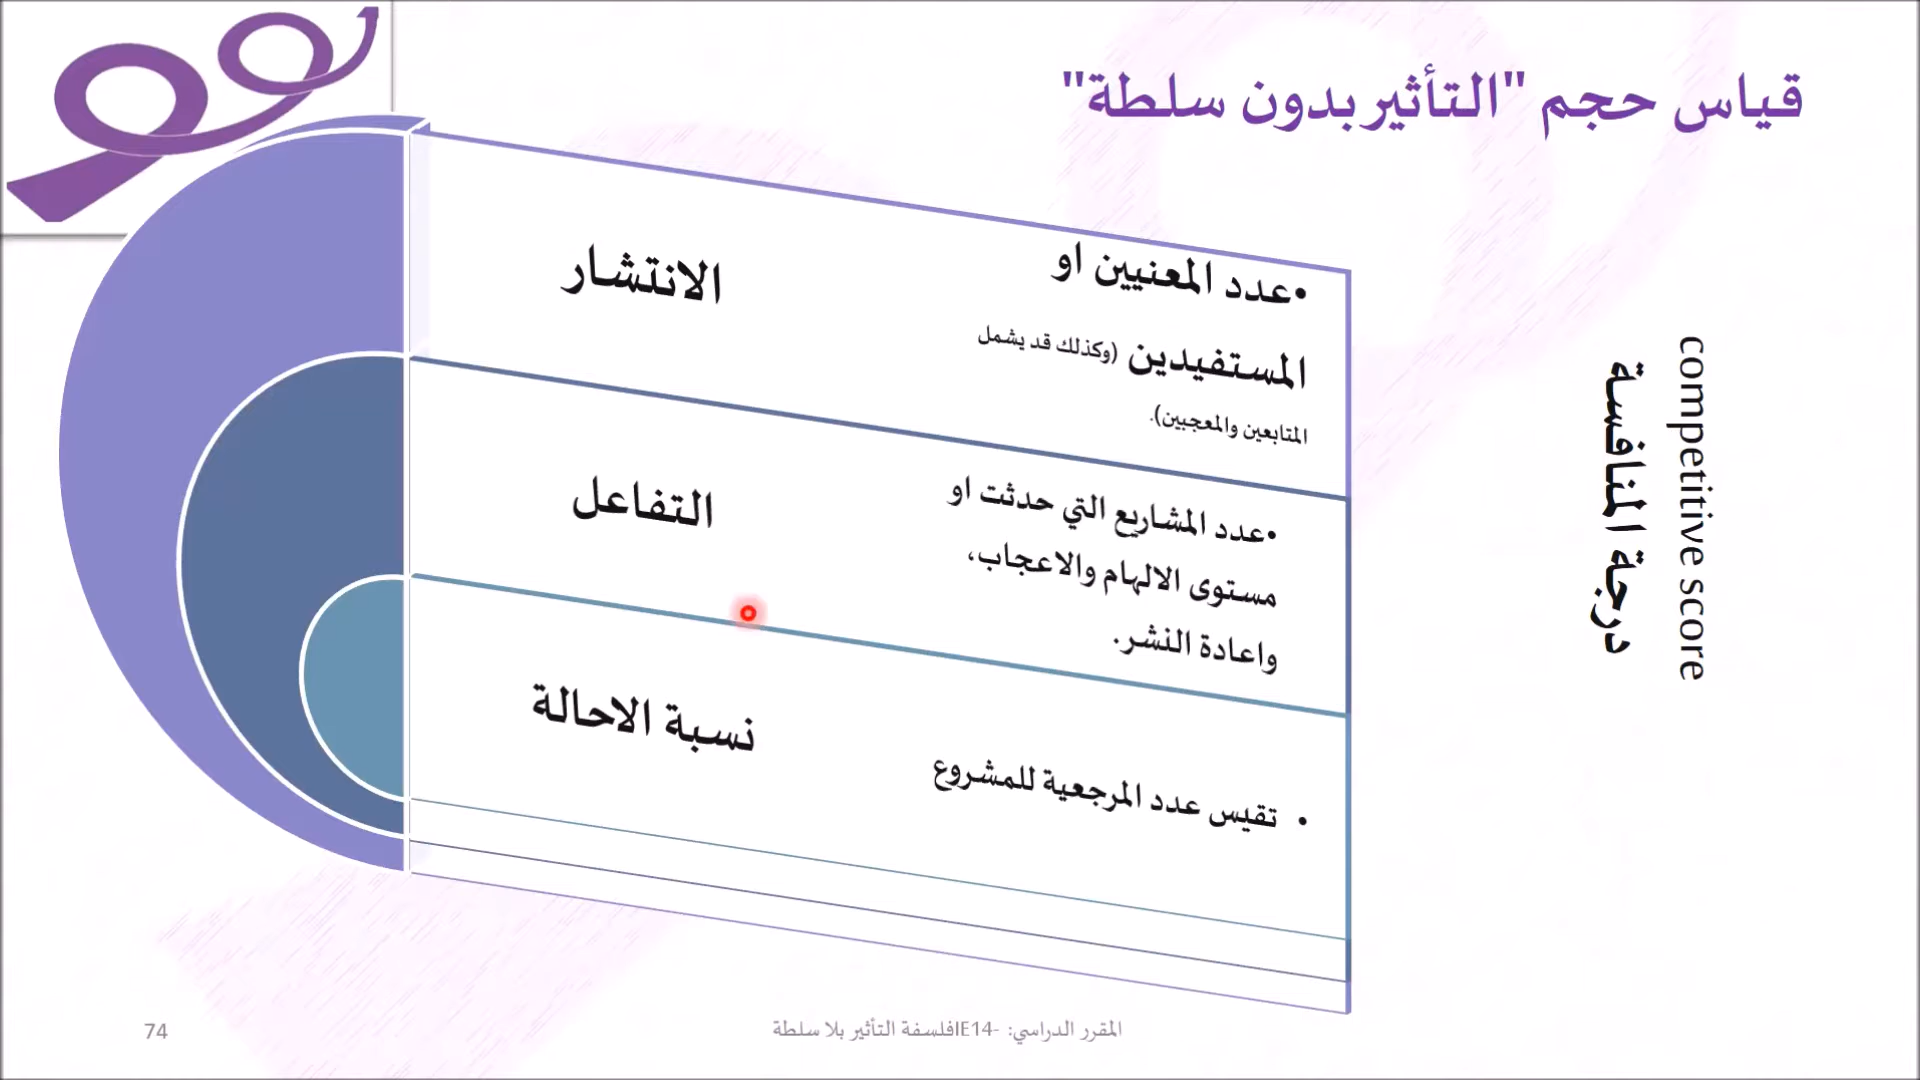 قياس حجم "التأثير بدون سلطة"
الانتشار
•عدد المعنيين او
المستفيدين (وكذلك قد يشمل
المتابعين والمعجبين).
التفاعل
•عدد المشاريع التي حدثت او
مستوى الالهام والاعجاب،
واعادة النشر.
نسبة الاحالة
• تقيس عدد المرجعية للمشروع
competitive score
درجة المنافسة
المقرر الدراسي: -IE14فلسفة التأثير بلا سلطة
74